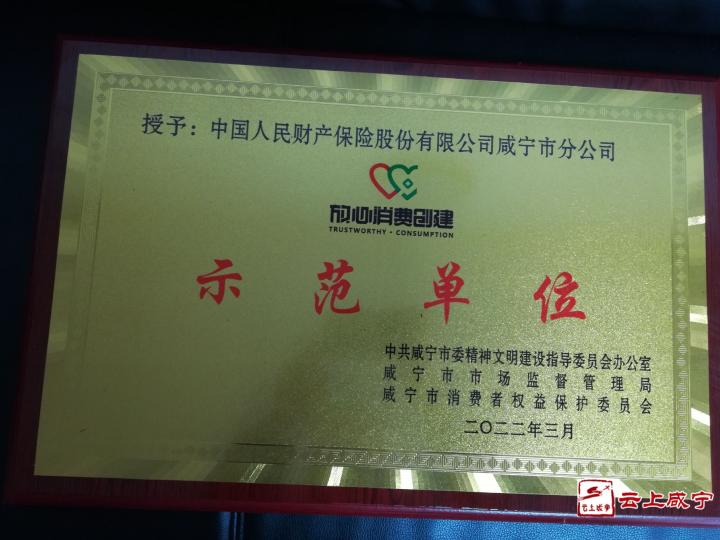 授予：中国人民财产保险股份有限公司咸宁市分公司
放心消费创建
TRUSTWORTHY·CONSUMPTION
示范单位
中共咸宁市委精神文明建设指导委员会办公室
咸宁市市场监督管理局
咸宁市消费者权益保护委员会
二〇二二年三月
云上咸宁
云上咸宁